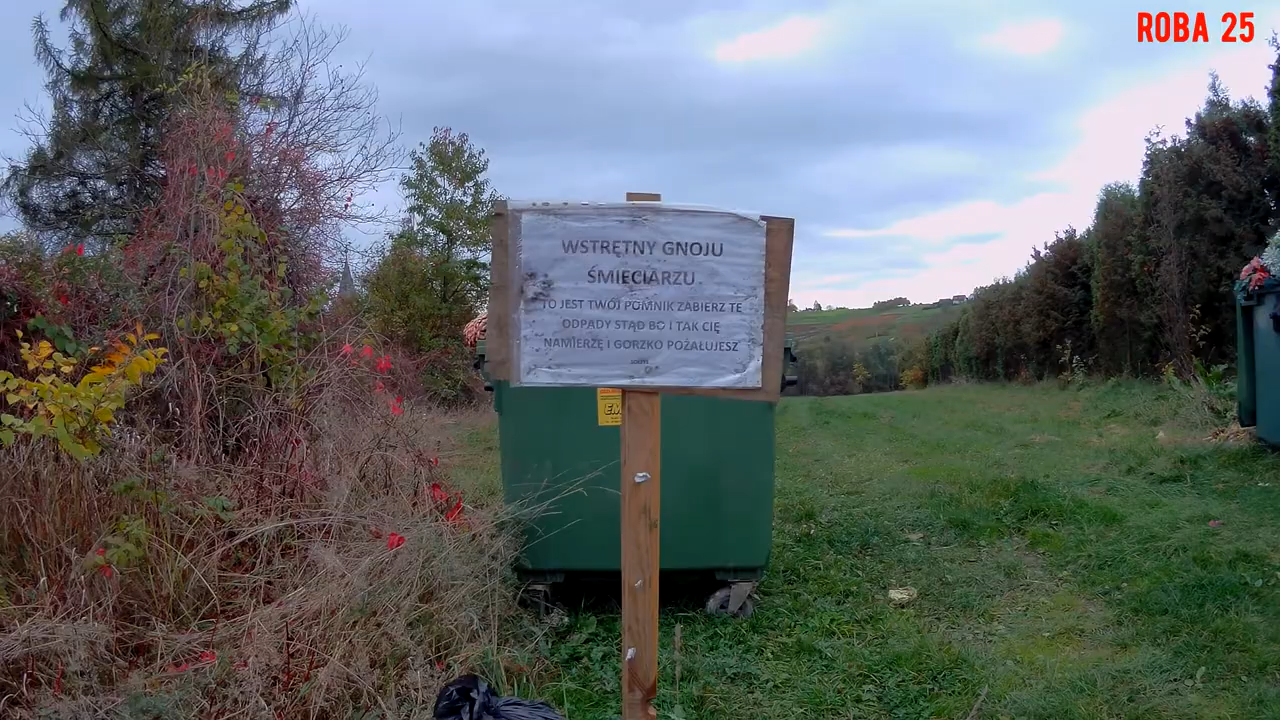 ROBA 25
WSTRĘTNY GNOJU
ŚMIECIARZU.
TO JEST TWÓJ POMNIK ZABIERZ TE
ODPADY STĄD BO I TAK CIĘ
NAMIERZĘ I GORZKO POŻAŁUJESZ